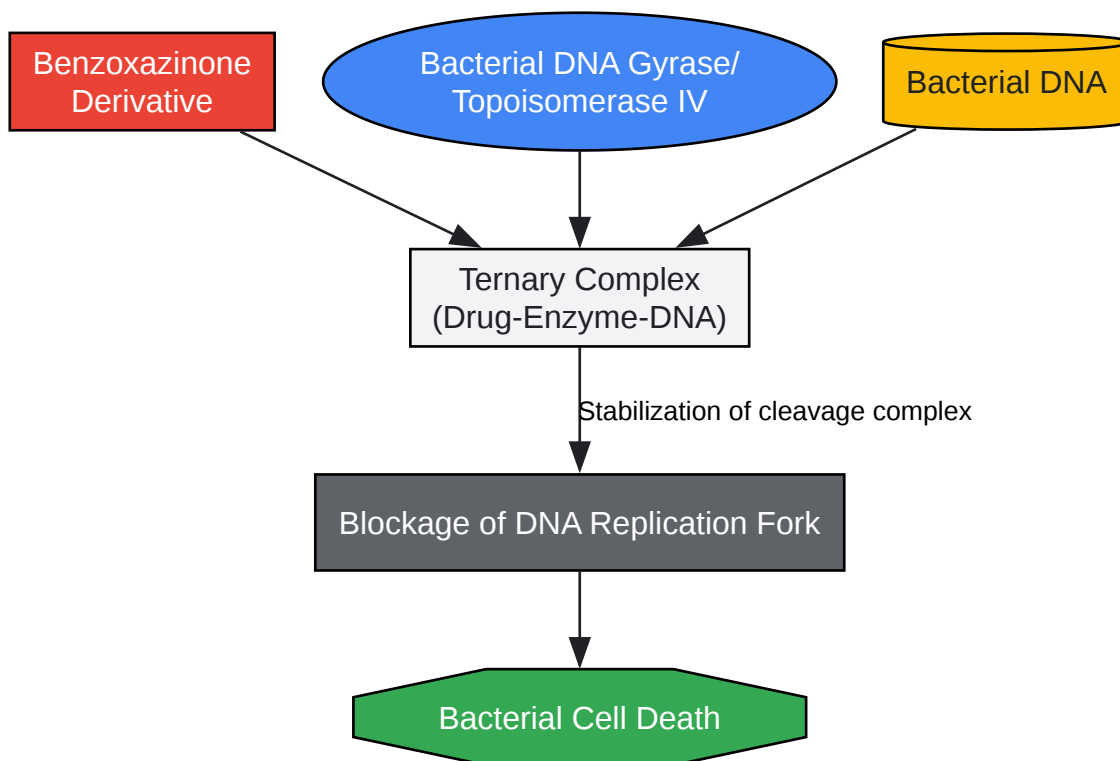 Benzoxazinone
Derivative
Bacterial DNA Gyrase/
Topoisomerase IV
Bacterial DNA
Ternary Complex
(Drug-Enzyme-DNA)
Stabilization of cleavage complex
Blockage of DNA Replication Fork
Bacterial Cell Death